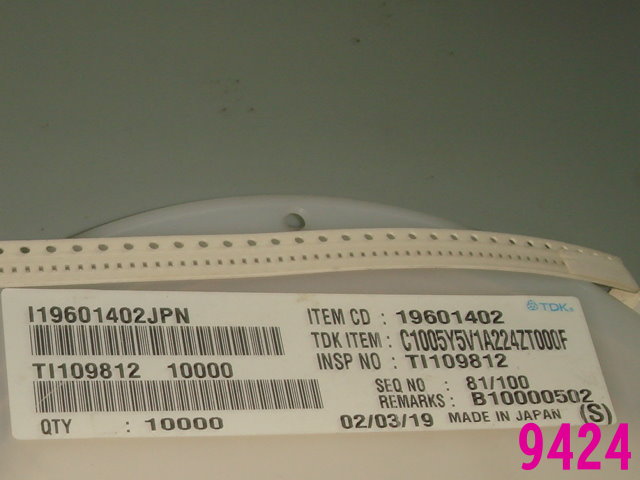 I19601402JPN
TI109812 10000
QTY : 10000
TDK
ITEM CD : 19601402
TDK ITEM : C1005Y5V1A224ZT000F
INSP NO : TI109812
SEQ NO : 81/100
REMARKS : B10000502
02/03/19 MADE IN JAPAN (S)
9424